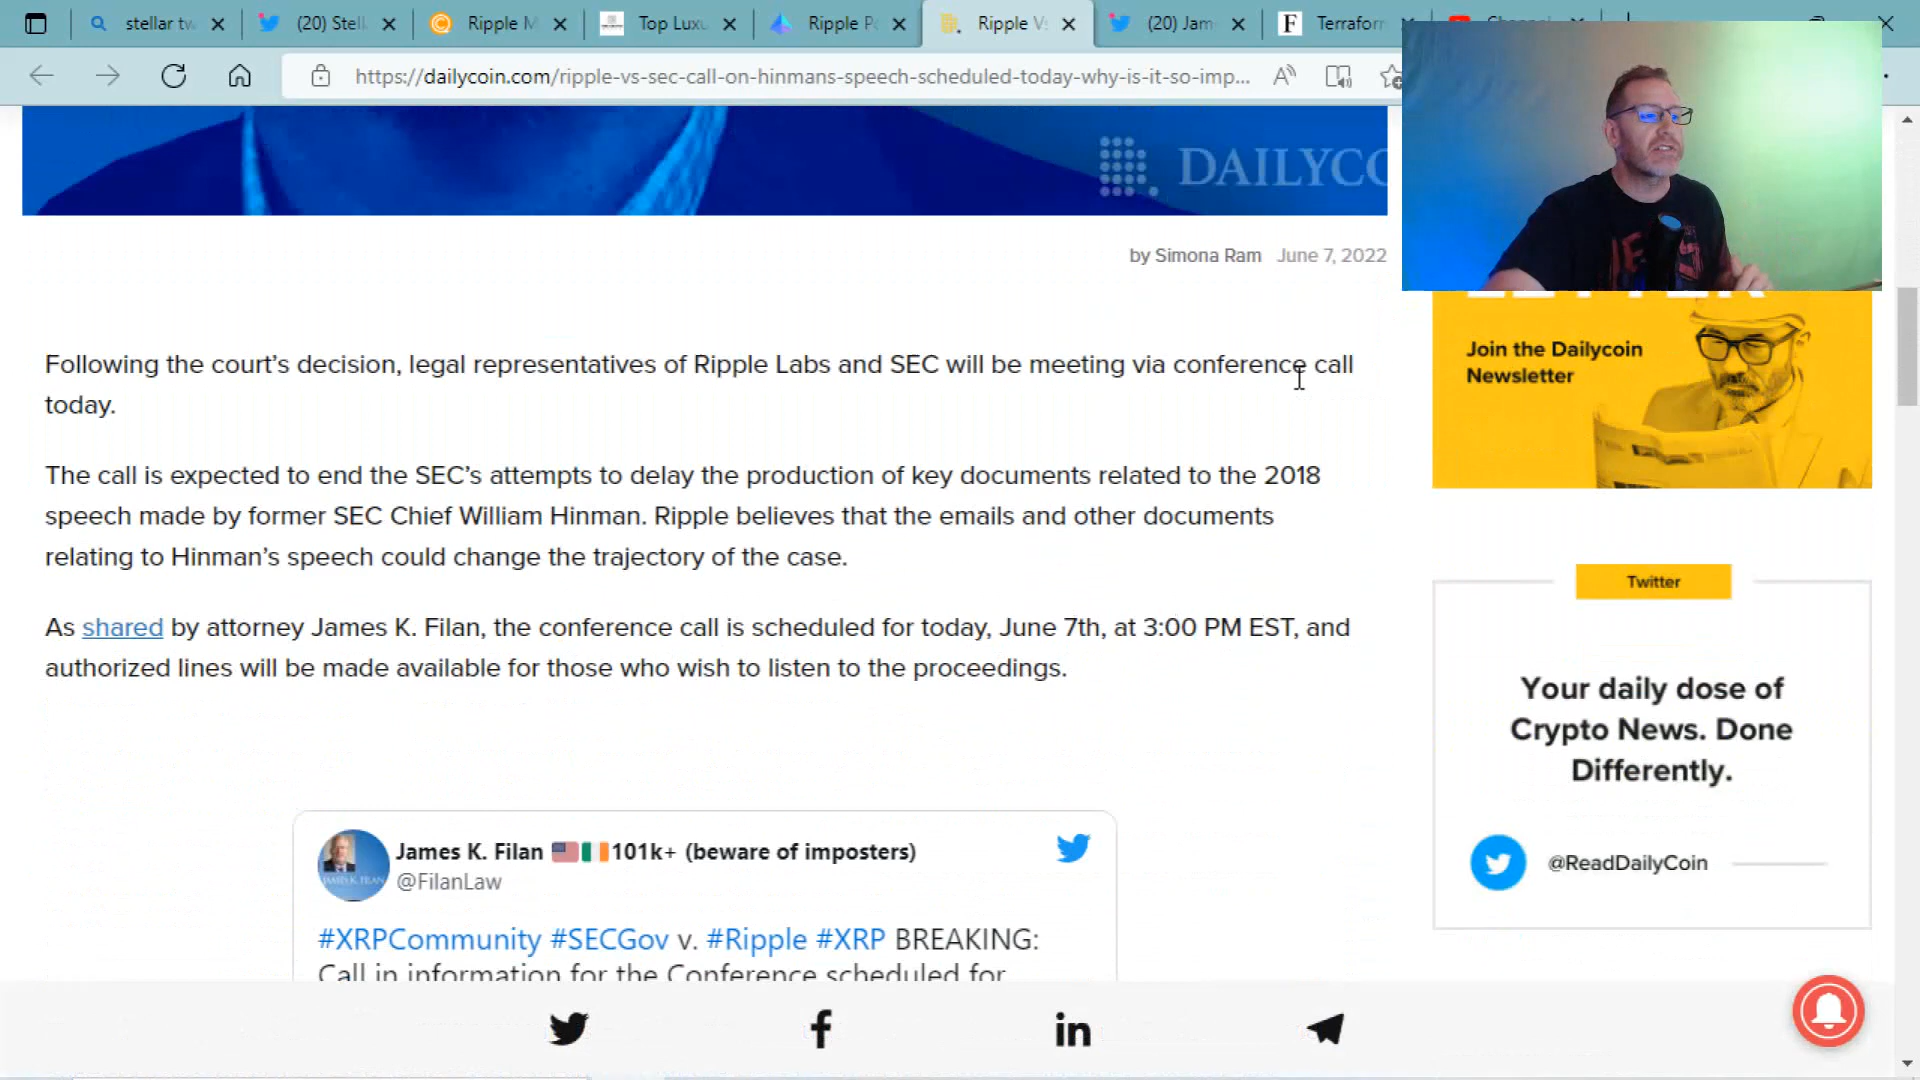 stellar tw
(20) Stell
Ripple M
Top Luxu
Ripple Po
Ripple Vs
(20) Jam
Terraform
https://dailycoin.com/ripple-vs-sec-call-on-hinmans-speech-scheduled-today-why-is-it-so-imp...
DAILYCO
by Simona Ram June 7, 2022
Following the court's decision, legal representatives of Ripple Labs and SEC will be meeting via conference call
today.
The call is expected to end the SEC's attempts to delay the production of key documents related to the 2018
speech made by former SEC Chief William Hinman. Ripple believes that the emails and other documents
relating to Hinman's speech could change the trajectory of the case.
As shared by attorney James K. Filan, the conference call is scheduled for today, June 7th, at 3:00 PM EST, and
authorized lines will be made available for those who wish to listen to the proceedings.
James K. Filan 🇺🇸🇮🇪101k+ (beware of imposters)
@FilanLaw
#XRPCommunity #SECGov v. #Ripple #XRP BREAKING:
Call in information for the Conference scheduled for
Join the Dailycoin
Newsletter
Twitter
Your daily dose of
Crypto News. Done
Differently.
@ReadDailyCoin